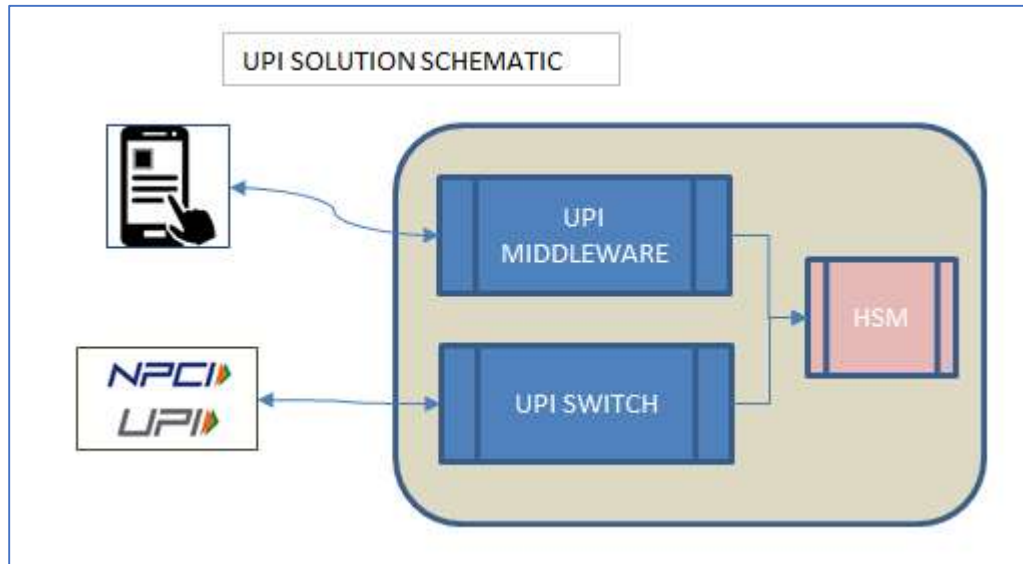 UPI SOLUTION SCHEMATIC
UPI
MIDDLEWARE
HSM
NPCI
UPI
UPI SWITCH